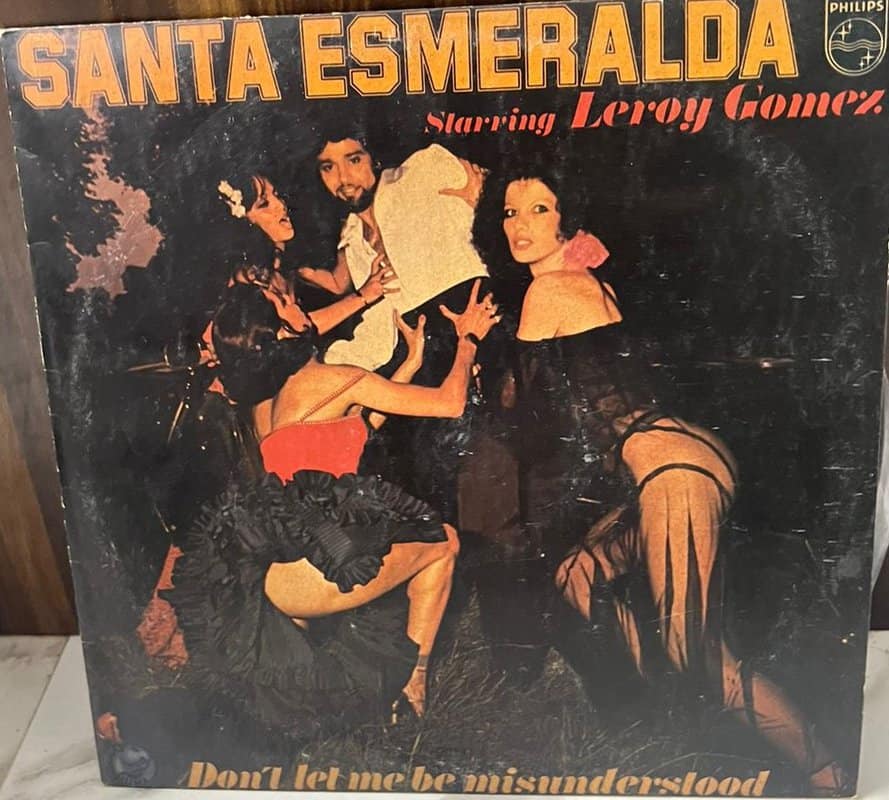 SANTA ESMERALDA
PHILIPS
Starring Leroy Gomez
Don't let me be misunderstood